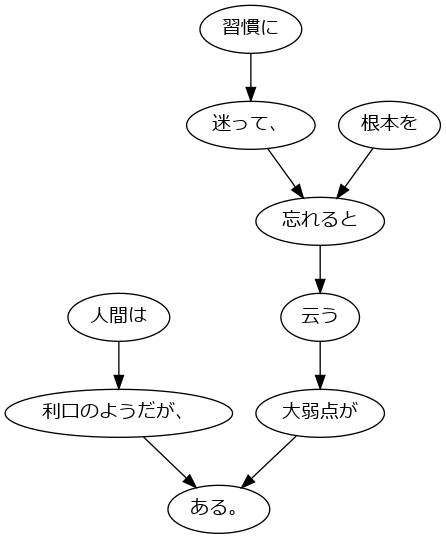 習慣に
迷って、
根本を
忘れると
人間は
云う
利口のようだが、
大弱点が
ある。